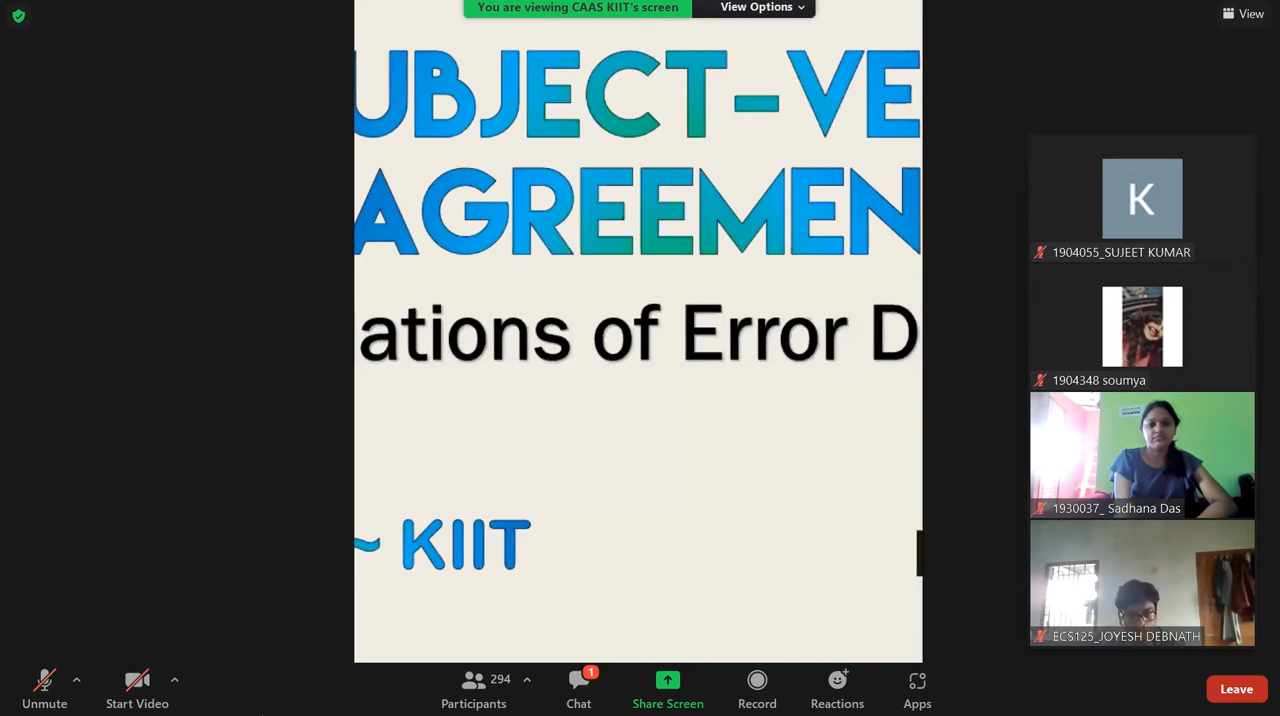 You are viewing CAAS KIIT's screen
View Options
View
UBJECT-VE
AGREEMEN
ations of Error D
~ KIIT
K
1904055_SUJEET KUMAR
1904348 soumya
1930037_ Sadhana Das
ECS125_JOYESH DEBNATH
Unmute
Start Video
294
Participants
1
Chat
Share Screen
Record
Reactions
Apps
Leave